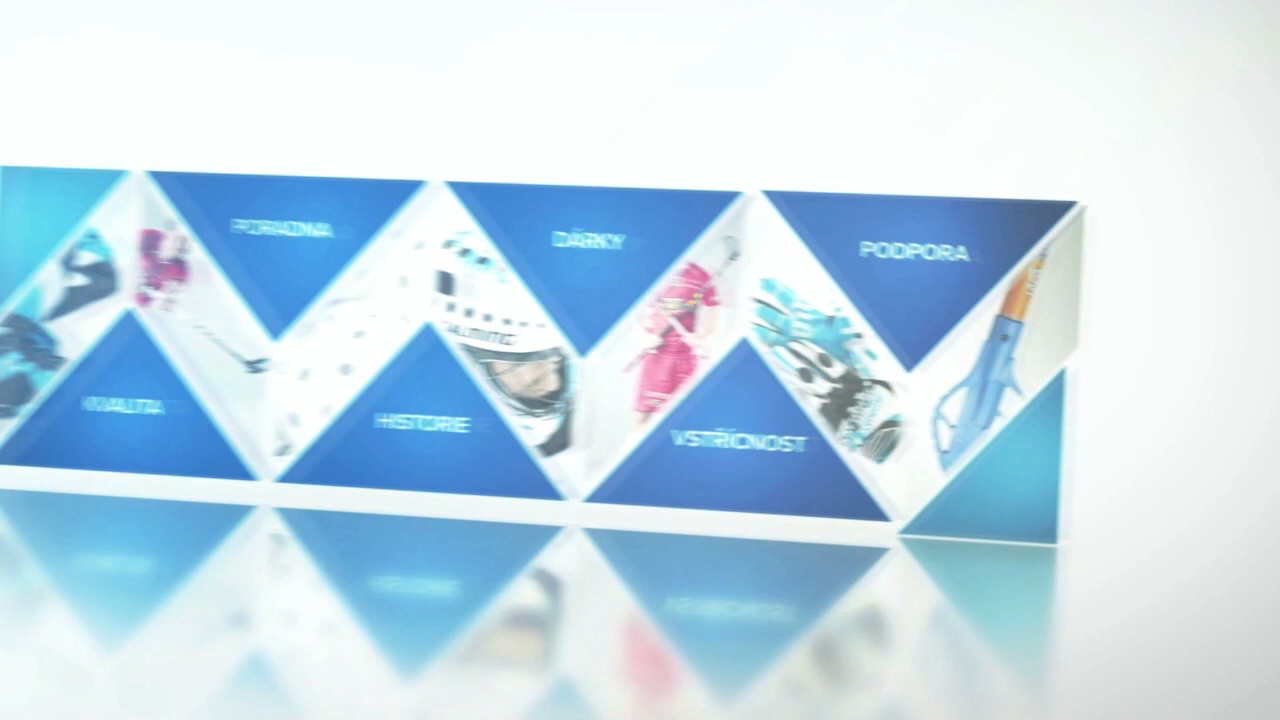 PORADNA
DÁRKY
PODPORA
KVALITA
HISTORIE
VSTŘÍCNOST